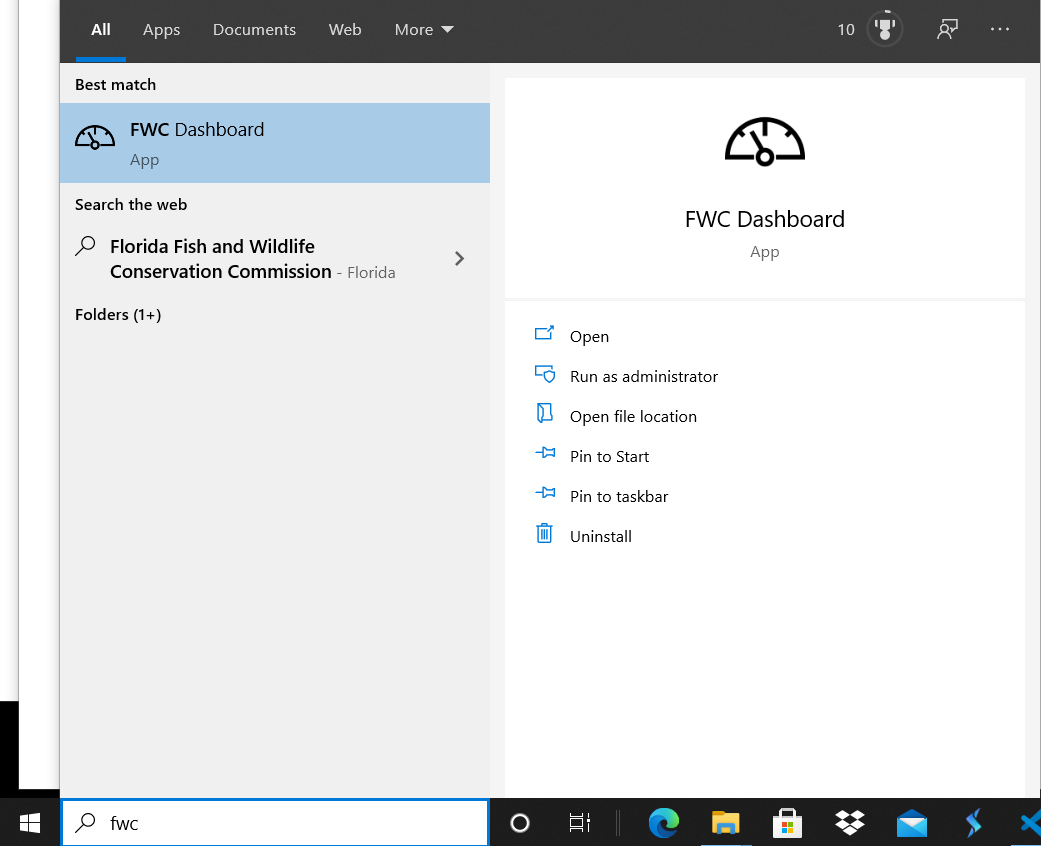 All Apps Documents Web More 10
Best match
FWC Dashboard
App
Search the web
Florida Fish and Wildlife
Conservation Commission - Florida
Folders (1+)
FWC Dashboard
App
Open
Run as administrator
Open file location
Pin to Start
Pin to taskbar
Uninstall
fwc